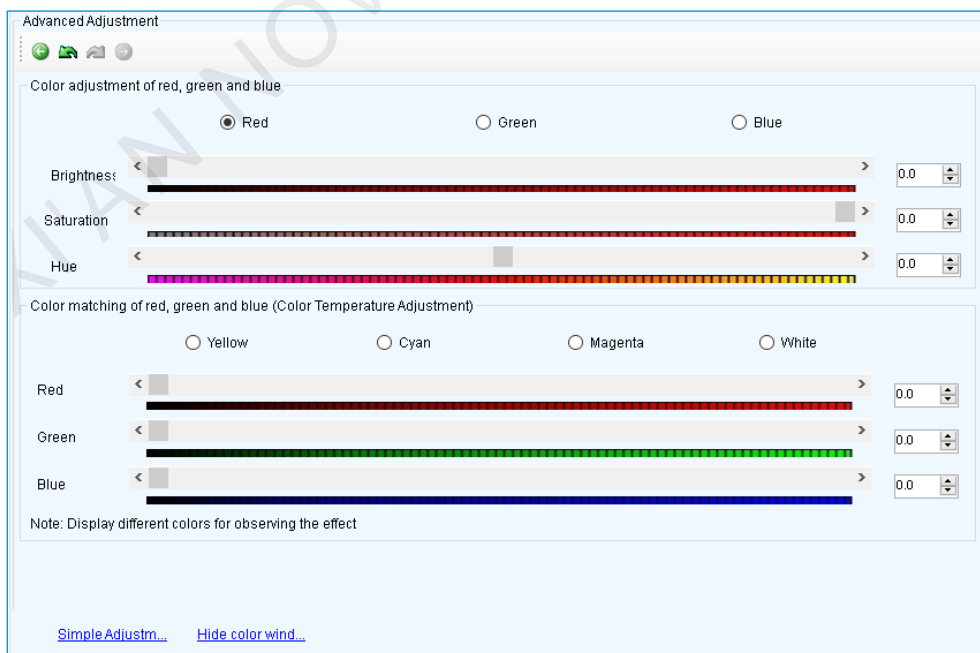 Advanced Adjustment
Color adjustment of red, green and blue
Red Green Blue
Brightness 0.0
Saturation 0.0
Hue 0.0
Color matching of red, green and blue (Color Temperature Adjustment)
Yellow Cyan Magenta White
Red 0.0
Green 0.0
Blue 0.0
Note: Display different colors for observing the effect
Simple Adjustm... Hide color wind...
XI'AN NOV